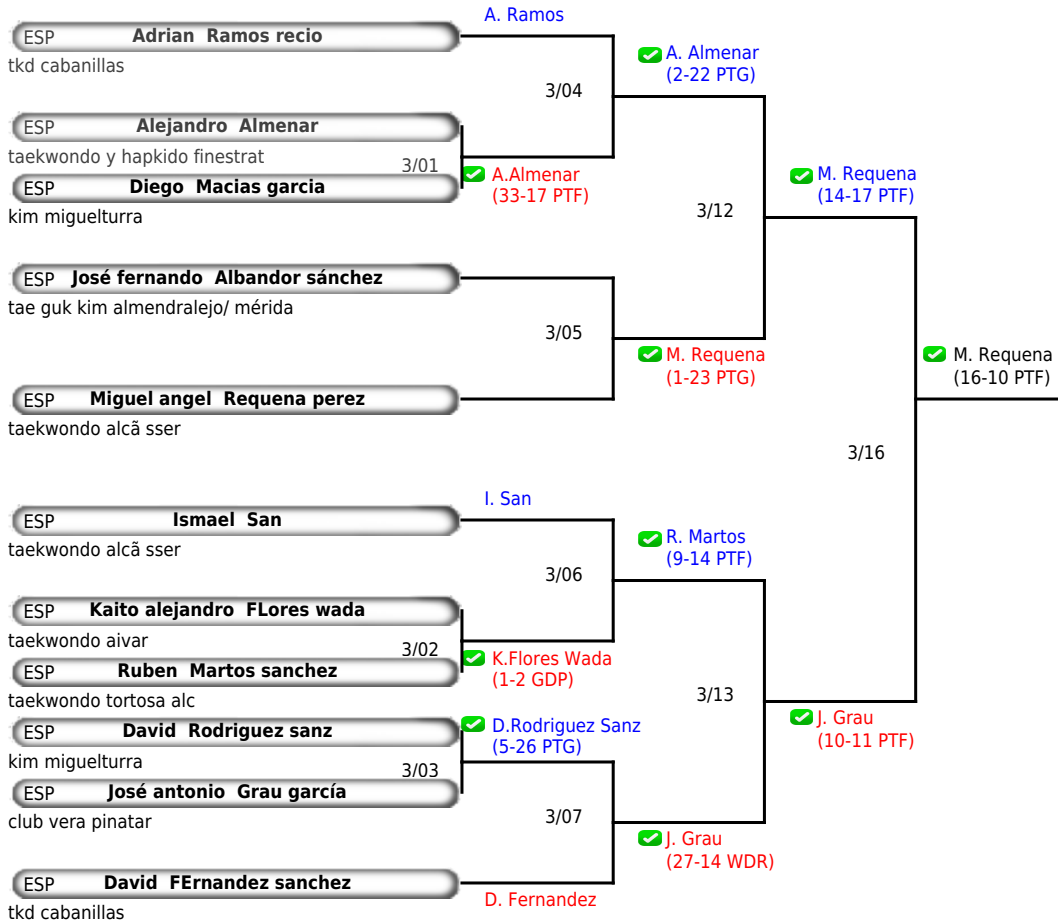 A. Ramos
ESP Adrian Ramos recio
tkd cabanillas
A. Almenar
(2-22 PTG)
3/04
ESP Alejandro Almenar
taekwondo y hapkido finestrat
3/01
A.Almenar
(33-17 PTF)
ESP Diego Macias garcia
kim miguelturra
M. Requena
(14-17 PTF)
3/12
ESP José fernando Albandor sánchez
tae guk kim almendralejo/ mérida
3/05
M. Requena
(1-23 PTG)
M. Requena
(16-10 PTF)
ESP Miguel angel Requena perez
taekwondo alcã sser
3/16
I. San
ESP Ismael San
taekwondo alcã sser
R. Martos
(9-14 PTF)
3/06
ESP Kaito alejandro FLores wada
taekwondo aivar
3/02
K.Flores Wada
(1-2 GDP)
ESP Ruben Martos sanchez
taekwondo tortosa alc
3/13
ESP David Rodriguez sanz
kim miguelturra
D.Rodriguez Sanz
(5-26 PTG)
J. Grau
(10-11 PTF)
3/03
ESP José antonio Grau garcía
club vera pinatar
3/07
J. Grau
(27-14 WDR)
ESP David FErnandez sanchez
tkd cabanillas
D. Fernandez